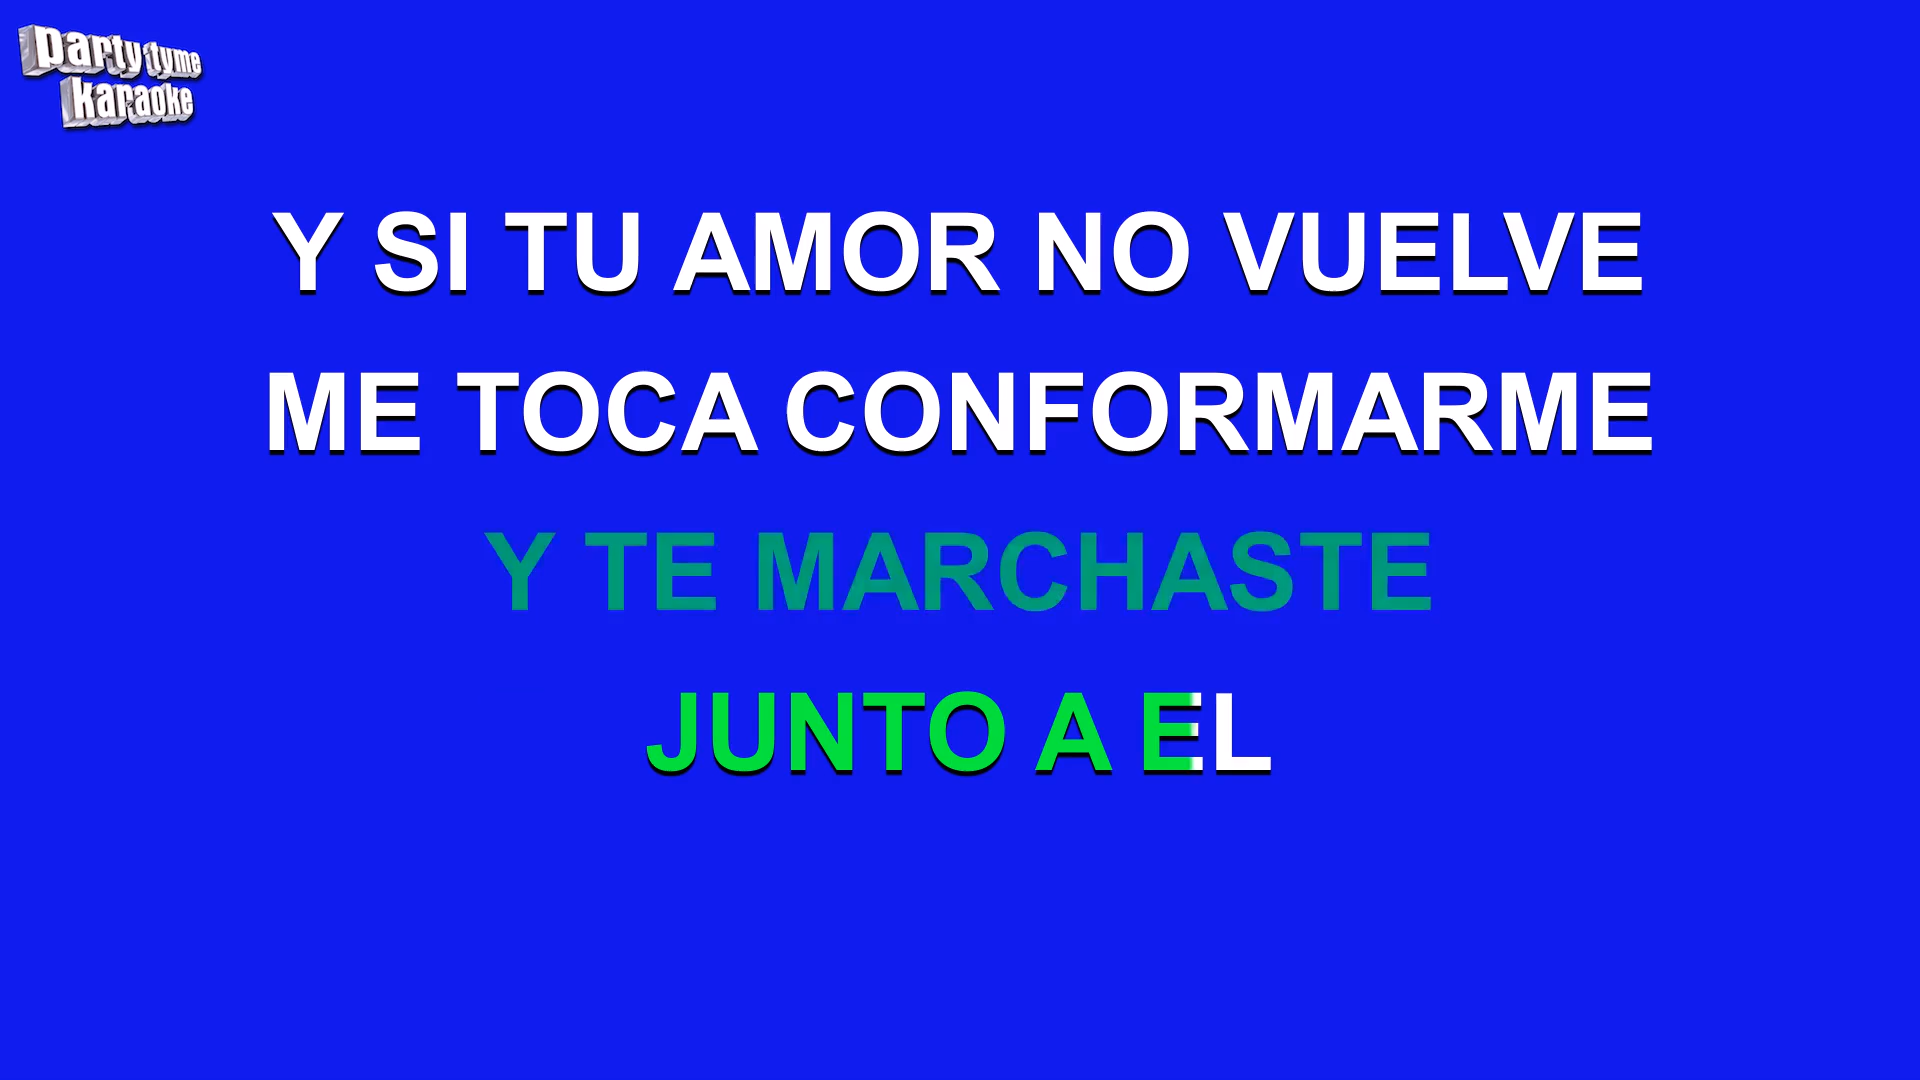 party tyme
karaoke
Y SI TU AMOR NO VUELVE
ME TOCA CONFORMARME
Y TE MARCHASTE
JUNTO A EL